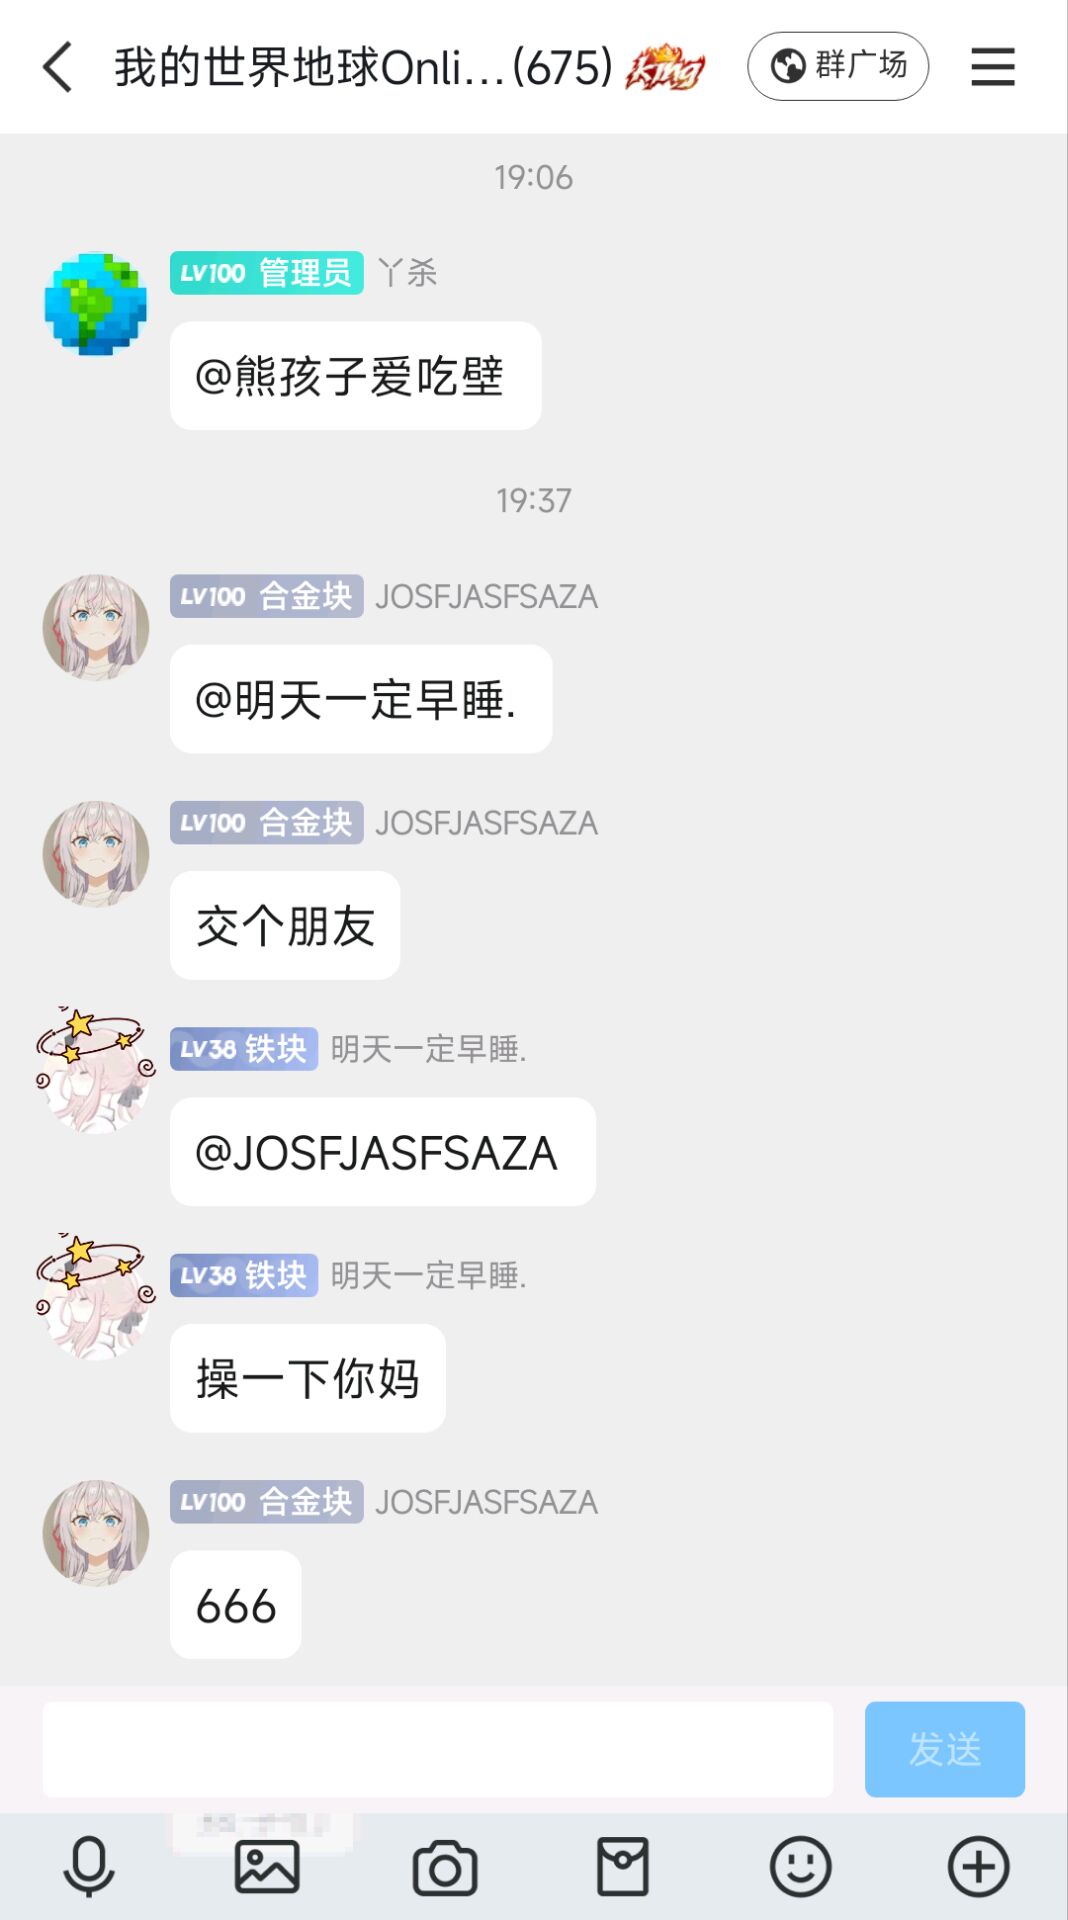 我的世界地球Onli...(675) king 群广场
19:06
LV100 管理员 丫杀
@熊孩子爱吃壁
19:37
LV100 合金块 JOSFJASFSAZA
@明天一定早睡.
LV100 合金块 JOSFJASFSAZA
交个朋友
LV38 铁块 明天一定早睡.
@JOSFJASFSAZA
LV38 铁块 明天一定早睡.
操一下你妈
LV100 合金块 JOSFJASFSAZA
666
发送